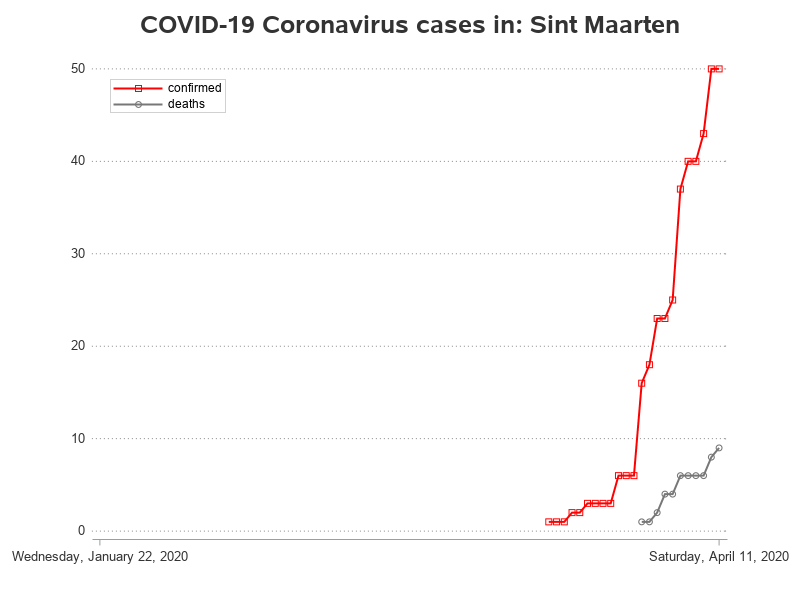 COVID-19 Coronavirus cases in: Sint Maarten
50
confirmed
deaths
40
30
20
10
0
Wednesday, January 22, 2020 Saturday, April 11, 2020